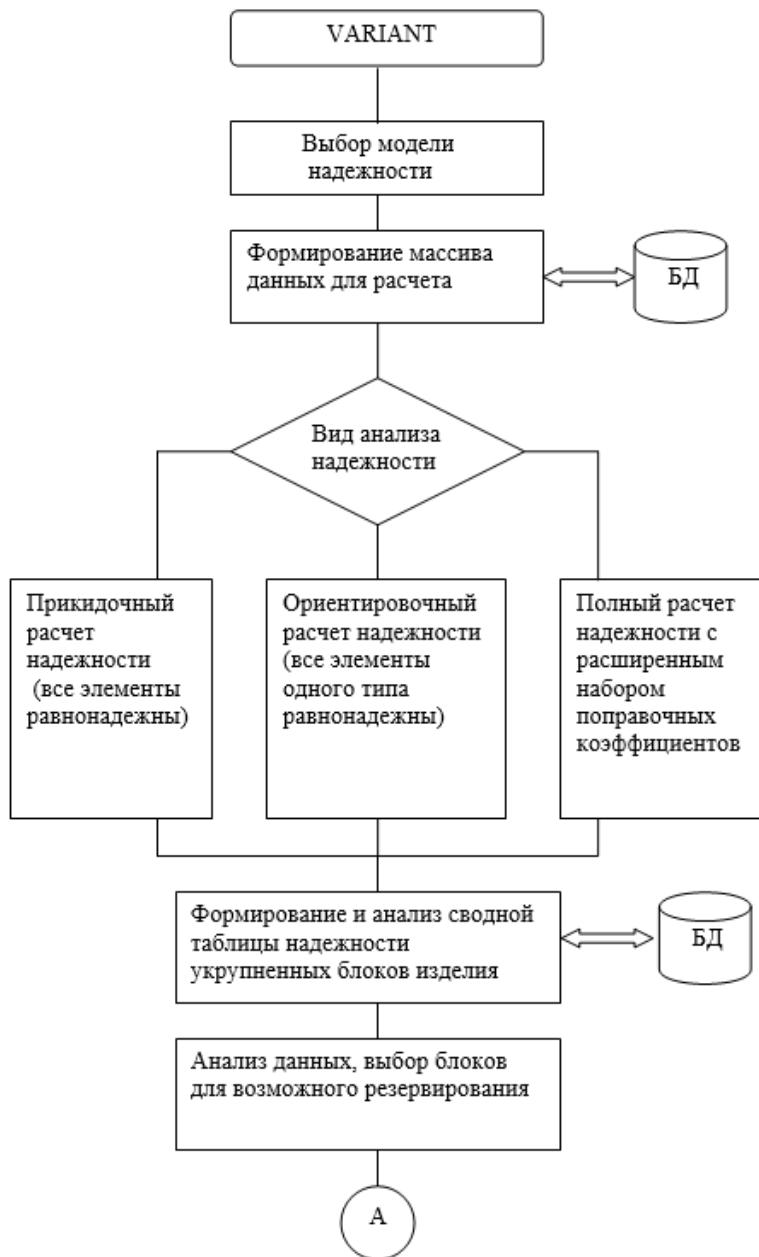 VARIANT
Выбор модели
надежности
Формирование массива
данных для расчета
БД
Вид анализа
надежности
Прикидочный
расчет
надежности
(все элементы
равнонадежны)
Ориентировочный
расчет надежности
(все элементы
одного типа
равнонадежны)
Полный расчет
надежности с
расширенным
набором
поправочных
коэффициентов
Формирование и анализ сводной
таблицы надежности
укрупненных блоков изделия
БД
Анализ данных, выбор блоков
для возможного резервирования
А